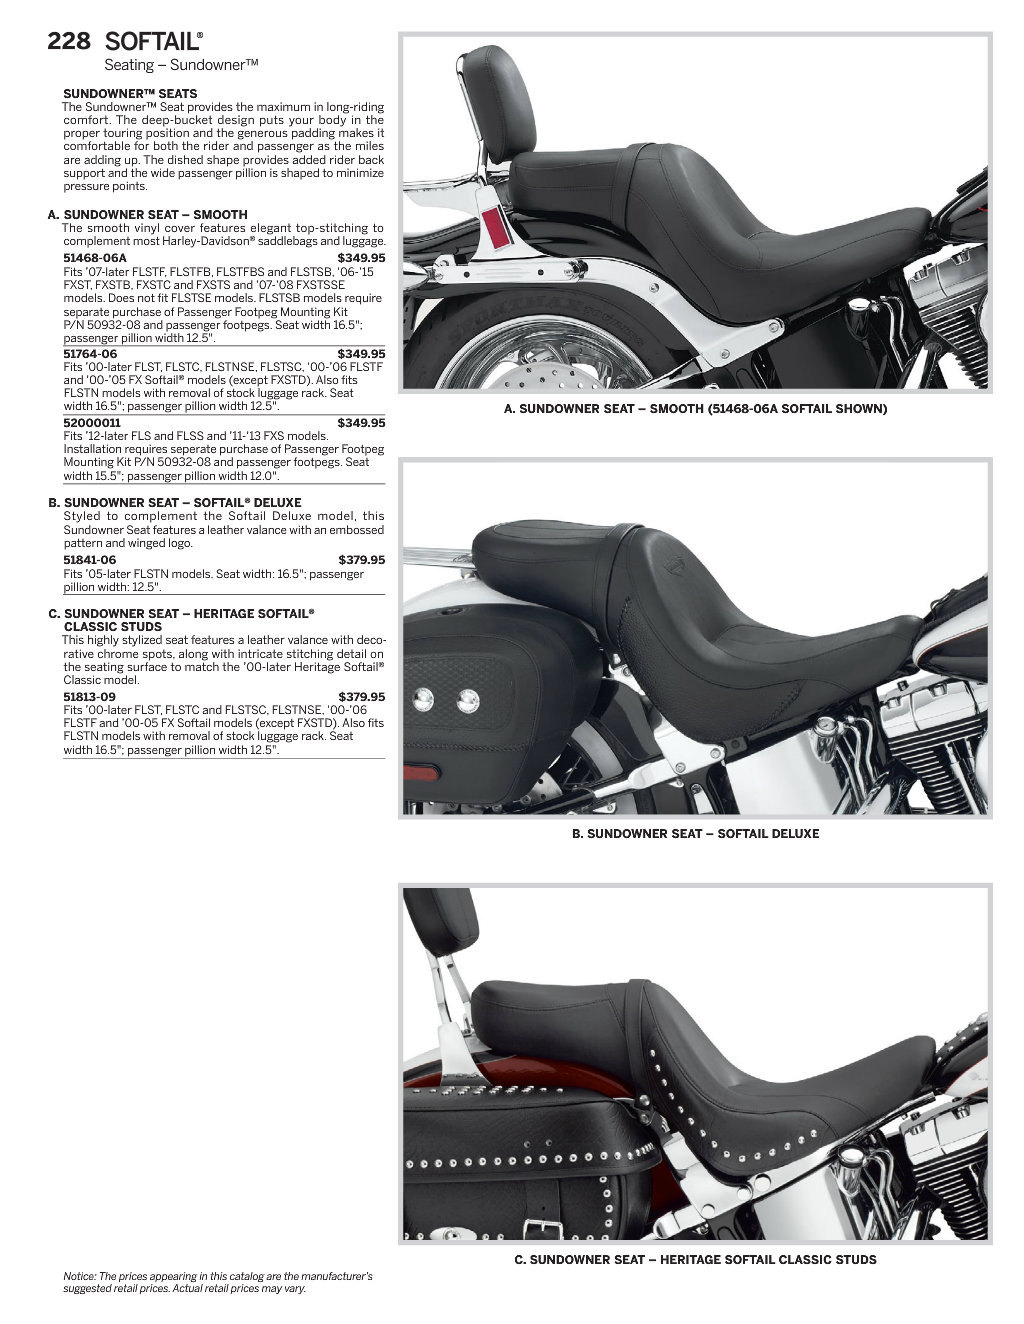 228 SOFTAIL®
Seating – Sundowner™
SUNDOWNER™ SEATS
The Sundowner™ Seat provides the maximum in long-riding
comfort. The deep-bucket design puts your body in the
proper touring position and the generous padding makes it
comfortable for both the rider and passenger as the miles
are adding up. The dished shape provides added rider back
support and the wide passenger pillion is shaped to minimize
pressure points.
A. SUNDOWNER SEAT – SMOOTH
The smooth vinyl cover features elegant top-stitching to
complement most Harley-Davidson® saddlebags and luggage.
51468-06A $349.95
Fits '07-later FLSTF, FLSTFB, FLSTFBS and FLSTSB, '06-'15
FXST, FXSTB, FXSTC and FXSTS and '07-'08 FXSTSSE
models. Does not fit FLSTSE models. FLSTSB models require
separate purchase of Passenger Footpeg Mounting Kit
P/N 50932-08 and passenger footpegs. Seat width 16.5";
passenger pillion width 12.5".
51764-06 $349.95
Fits '00-later FLST, FLSTC, FLSTNSE, FLSTSC, '00-'06 FLSTF
and '00-'05 FX Softail® models (except FXSTD). Also fits
FLSTN models with removal of stock luggage rack. Seat
width 16.5"; passenger pillion width 12.5".
52000011 $349.95
Fits '12-later FLS and FLSS and '11-'13 FXS models.
Installation requires seperate purchase of Passenger Footpeg
Mounting Kit P/N 50932-08 and passenger footpegs. Seat
width 15.5"; passenger pillion width 12.0".
B. SUNDOWNER SEAT – SOFTAIL® DELUXE
Styled to complement the Softail Deluxe model, this
Sundowner Seat features a leather valance with an embossed
pattern and winged logo.
51841-06 $379.95
Fits '05-later FLSTN models. Seat width: 16.5"; passenger
pillion width: 12.5".
C. SUNDOWNER SEAT – HERITAGE SOFTAIL®
CLASSIC STUDS
This highly stylized seat features a leather valance with deco-
rative chrome spots, along with intricate stitching detail on
the seating surface to match the '00-later Heritage Softail®
Classic model.
51813-09 $379.95
Fits '00-later FLST, FLSTC and FLSTSC, FLSTNSE, '00-'06
FLSTF and '00-05 FX Softail models (except FXSTD). Also fits
FLSTN models with removal of stock luggage rack. Seat
width 16.5"; passenger pillion width 12.5".
A. SUNDOWNER SEAT – SMOOTH (51468-06A SOFTAIL SHOWN)
B. SUNDOWNER SEAT – SOFTAIL DELUXE
C. SUNDOWNER SEAT – HERITAGE SOFTAIL CLASSIC STUDS
Notice: The prices appearing in this catalog are the manufacturer's
suggested retail prices. Actual retail prices may vary.